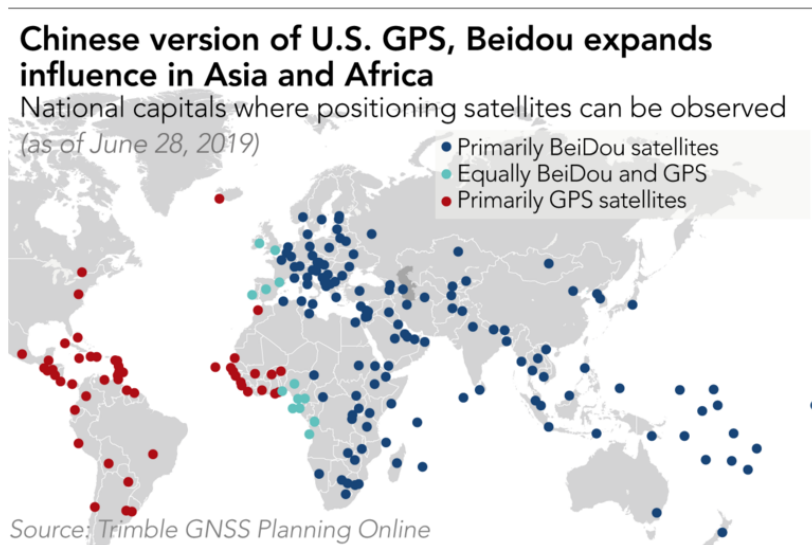 Chinese version of U.S. GPS, Beidou expands
influence in Asia and Africa
National capitals where positioning satellites can be observed
(as of June 28, 2019)
Primarily BeiDou satellites
Equally BeiDou and GPS
Primarily GPS satellites
Source: Trimble GNSS Planning Online